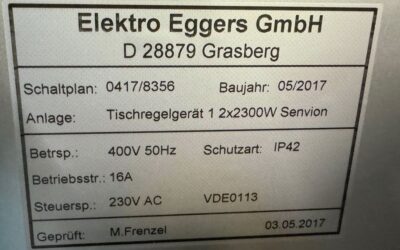 Elektro Eggers GmbH
D 28879 Grasberg
Schaltplan: 0417/8356 Baujahr: 05/2017
Anlage: Tischregelgerät 1 2x2300W Senvion
Betrsp.: 400V 50Hz Schutzart: IP42
Betriebsstr.: 16A
Steuersp.: 230V AC VDE0113
Geprüft: M.Frenzel 03.05.2017